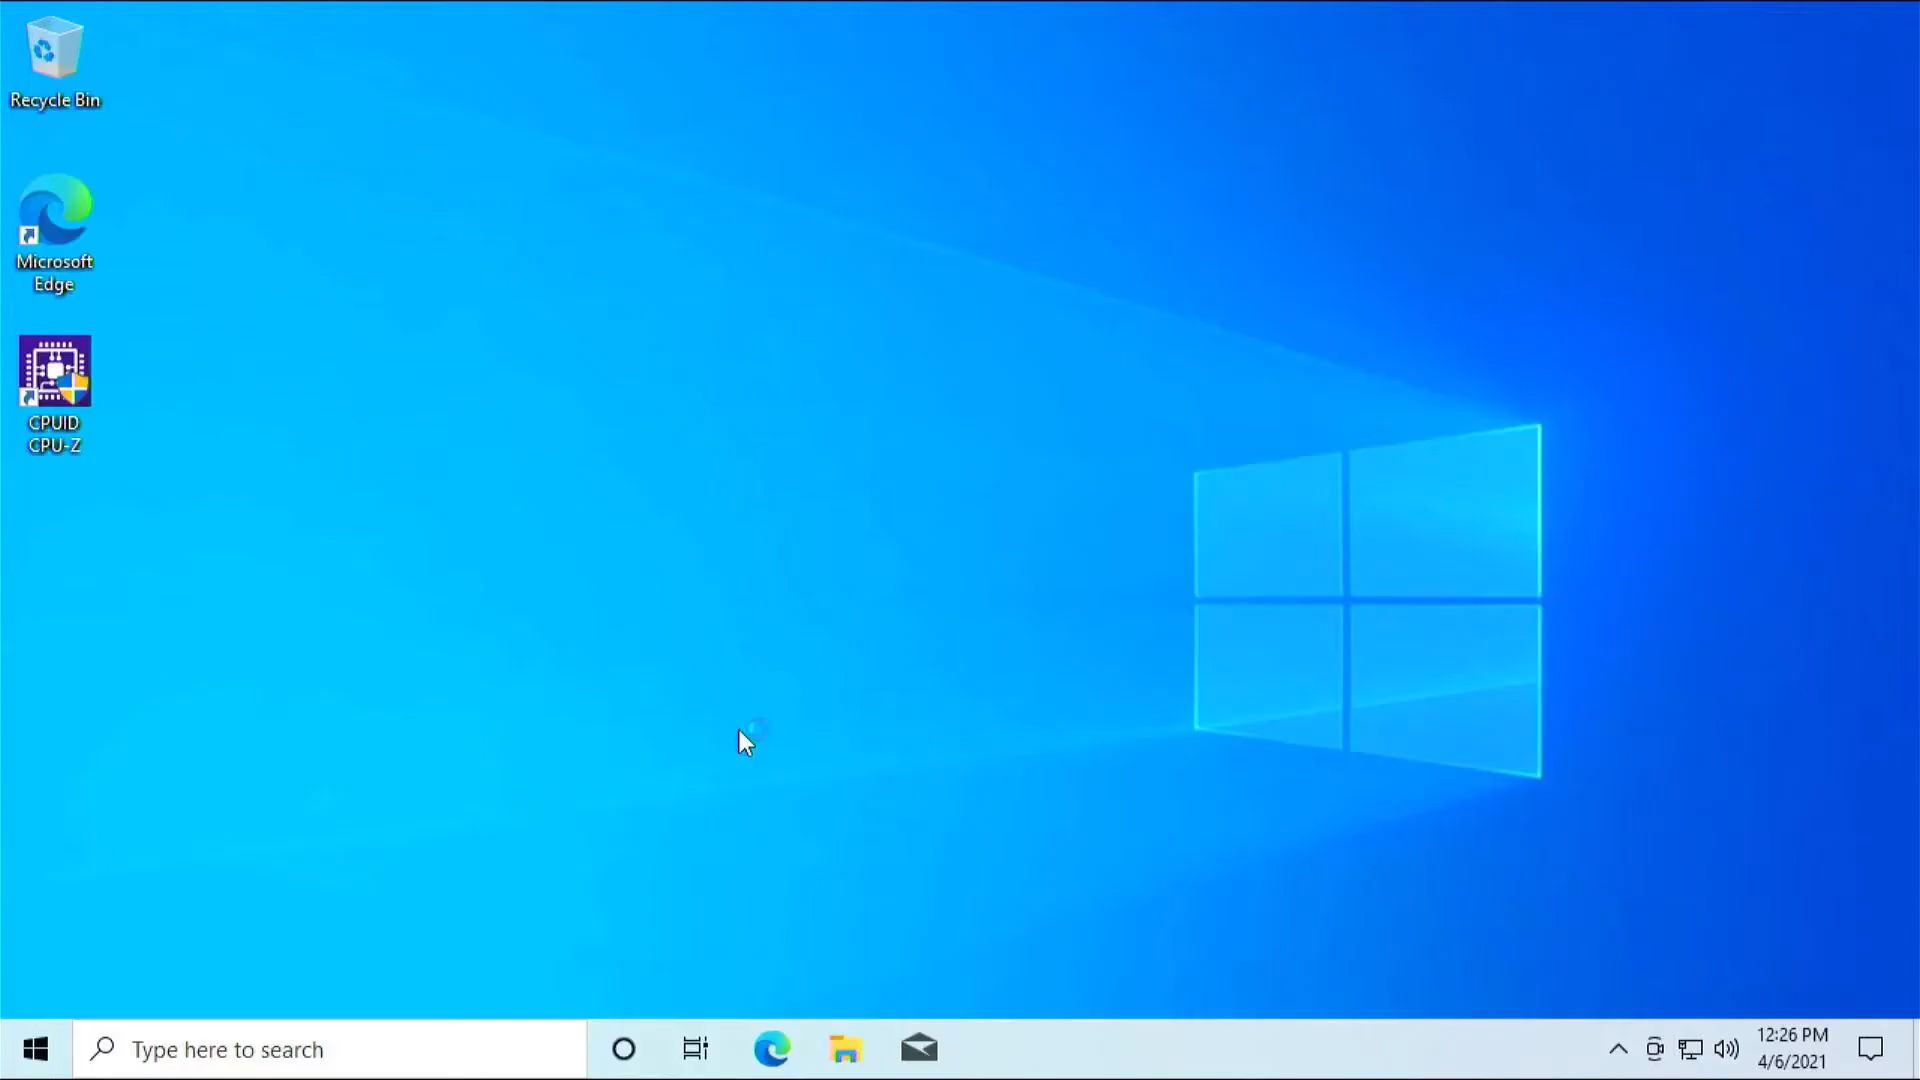 Recycle Bin
Microsoft
Edge
CPUID
CPU-Z
Type here to search
12:26 PM
4/6/2021